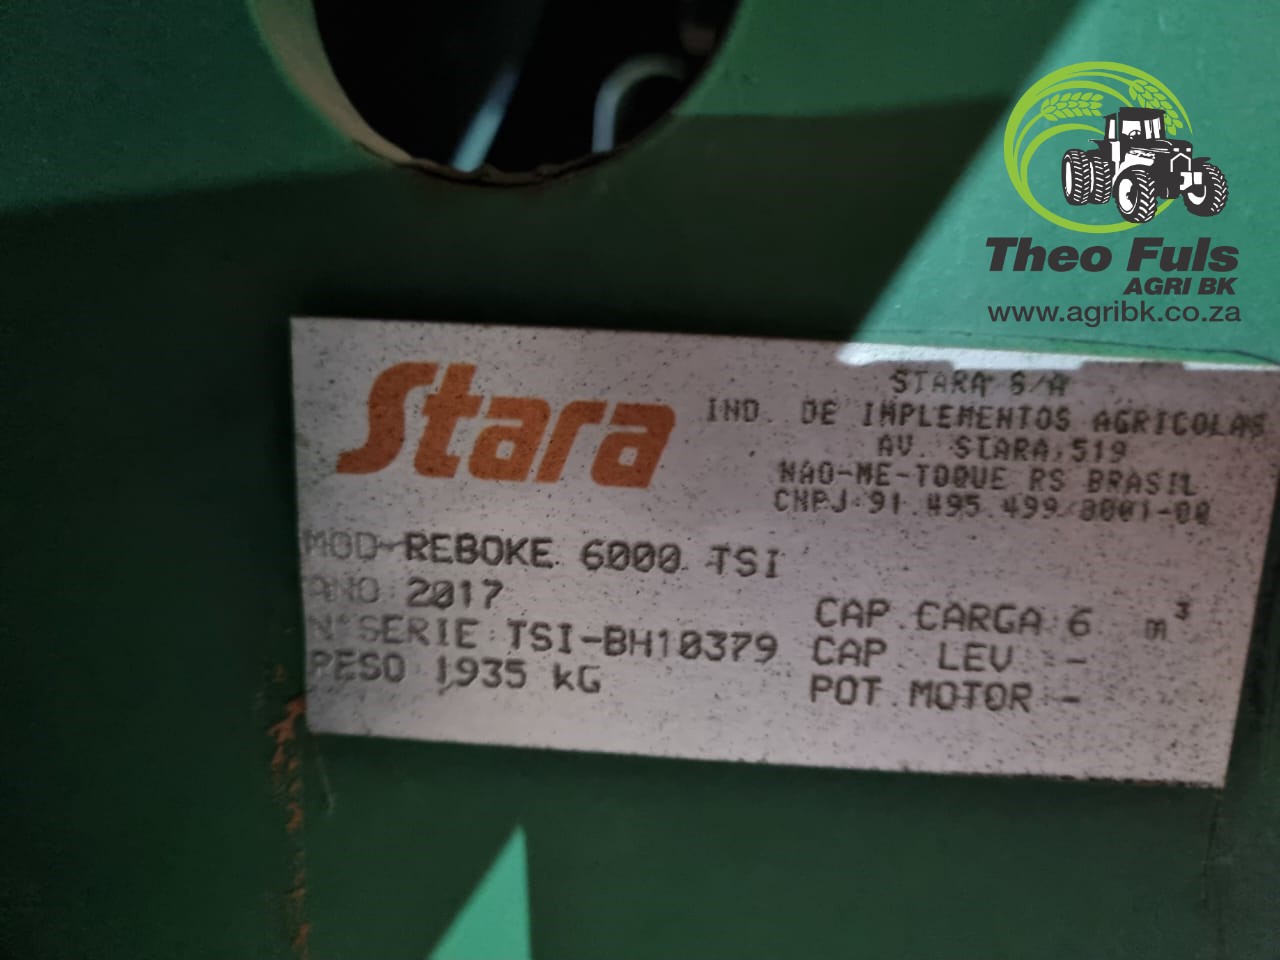 Theo Fuls
AGRI BK
www.agribk.co.za
Stara
STARA S/A
IND. DE IMPLEMENTOS AGRICOLAS
AV. STARA,519
NAO-ME-TOQUE RS BRASIL
CNPJ:91.495.499/0001-00
MOD REBOKE 6000 TSI
ANO 2017
N°SERIE:TSI-BH10379
PESO 1935 kG
CAP.CARGA:6 m³
CAP LEV :-
POT.MOTOR:-